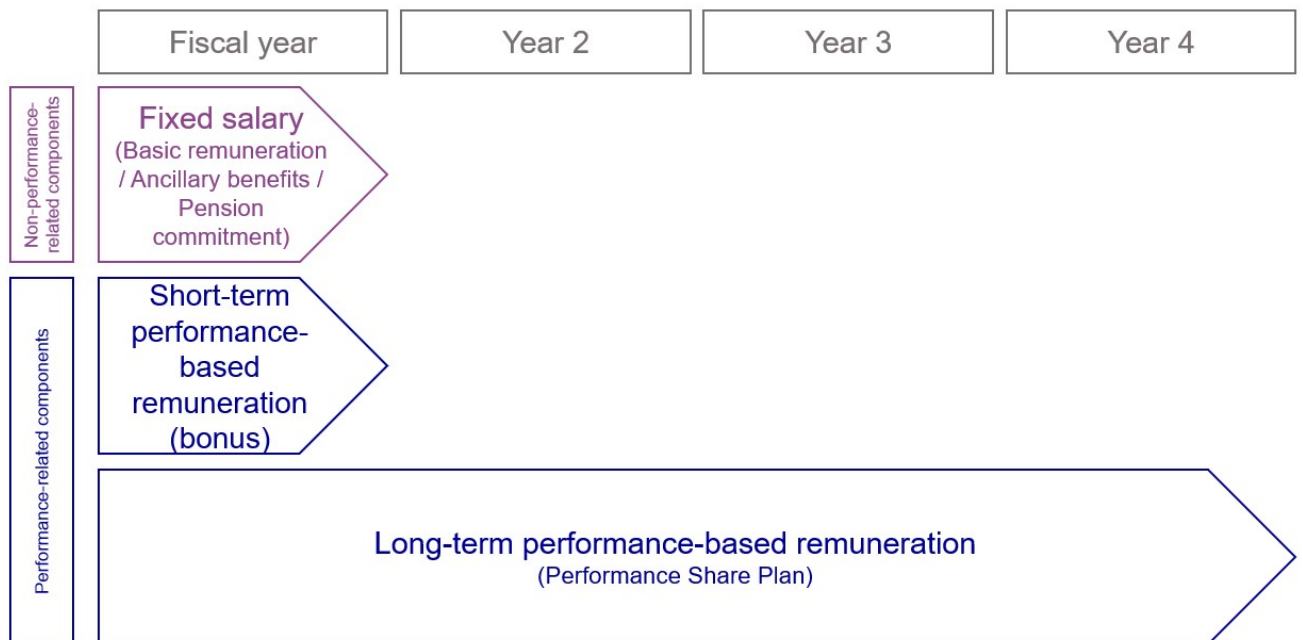 Fiscal year
Year 2
Year 3
Year 4
Non-performance-
related components
Fixed salary
(Basic remuneration
/ Ancillary benefits /
Pension
commitment)
Performance-related components
Short-term
performance-
based
remuneration
(bonus)
Long-term performance-based remuneration
(Performance Share Plan)